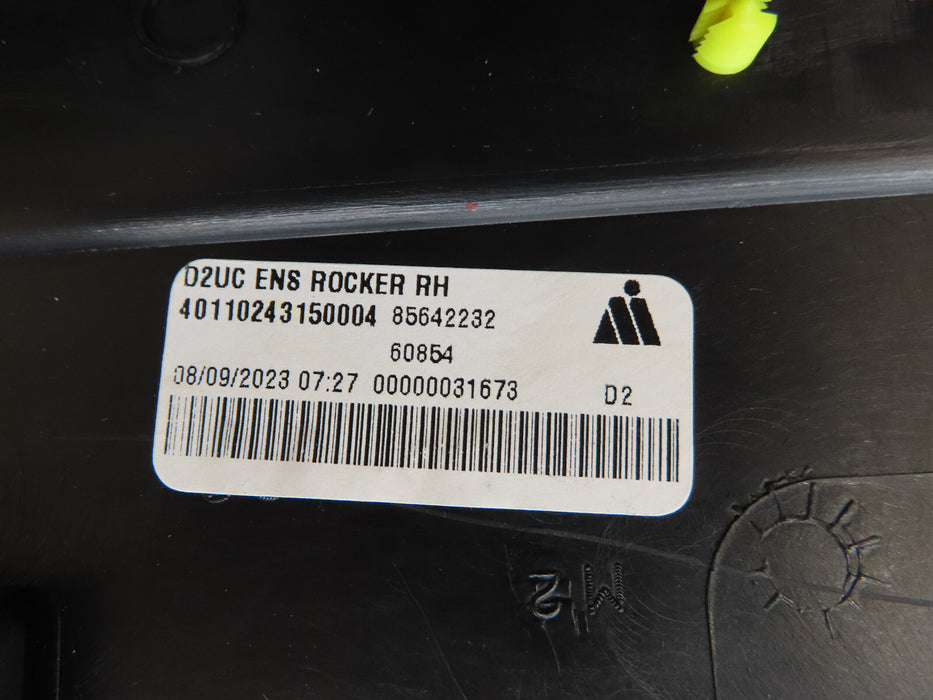 D2UC ENS ROCKER RH
40110243150004 85642232
60854
08/09/2023 07:27 00000031673 D2